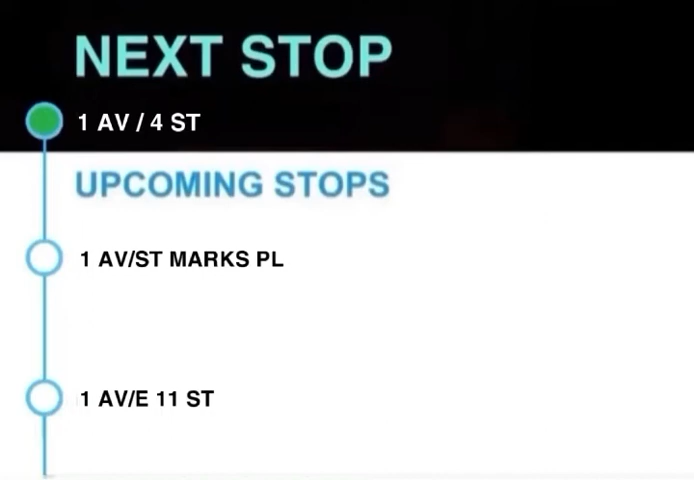 NEXT STOP
1 AV / 4 ST
UPCOMING STOPS
1 AV/ST MARKS PL
1 AV/E 11 ST